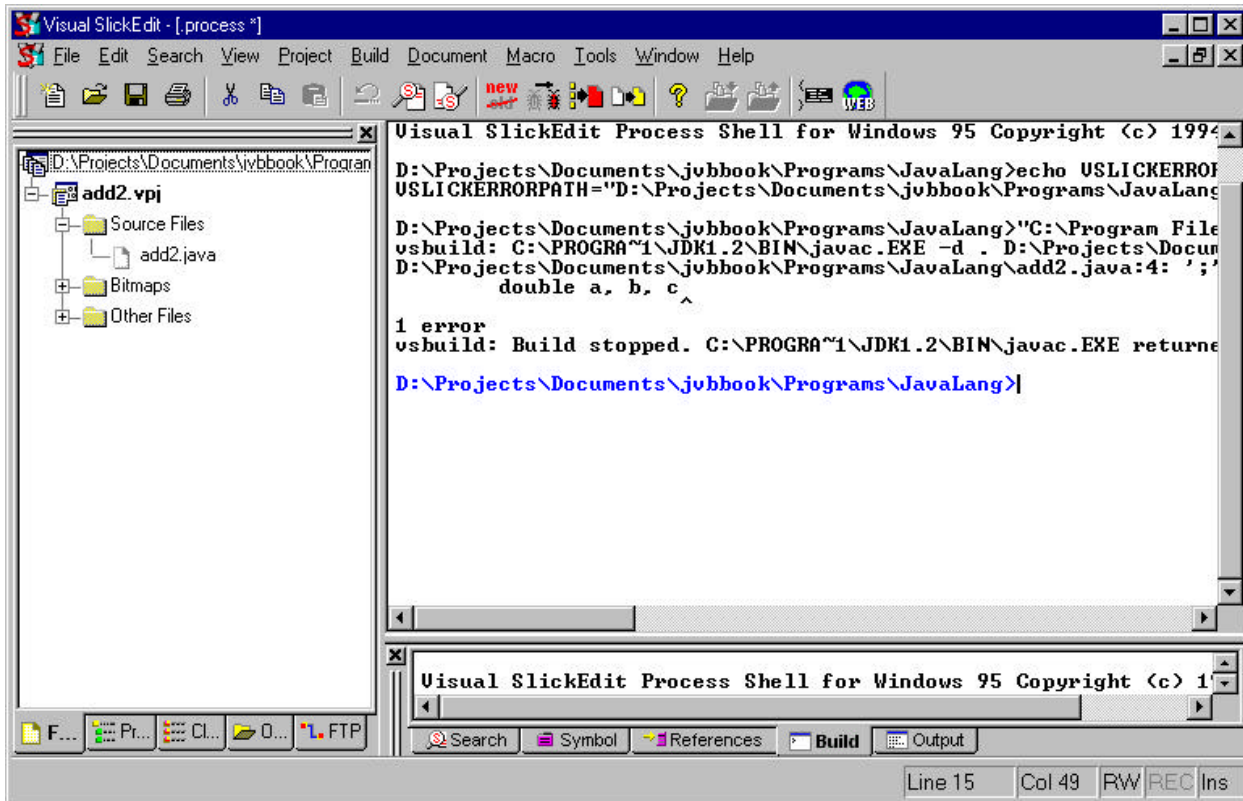 Visual SlickEdit - [.process *]
File Edit Search View Project Build Document Macro Tools Window Help
new
old
WEB
D:\Projects\Documents\jvbbook\Progran
add2.vpj
Source Files
add2.java
Bitmaps
Other Files
F... Pr... Cl... O... FTP
Visual SlickEdit Process Shell for Windows 95 Copyright (c) 1994
D:\Projects\Documents\jvbbook\Programs\JavaLang>echo VSLICKERROR
VSLICKERRORPATH="D:\Projects\Documents\jvbbook\Programs\JavaLang
D:\Projects\Documents\jvbbook\Programs\JavaLang>"C:\Program File
vsbuild: C:\PROGRA~1\JDK1.2\BIN\javac.EXE -d . D:\Projects\Docum
D:\Projects\Documents\jvbbook\Programs\JavaLang\add2.java:4: ';'
double a, b, c
^
1 error
vsbuild: Build stopped. C:\PROGRA~1\JDK1.2\BIN\javac.EXE returne
D:\Projects\Documents\jvbbook\Programs\JavaLang>
Visual SlickEdit Process Shell for Windows 95 Copyright (c) 1
Search Symbol References Build Output
Line 15 Col 49 RW REC Ins